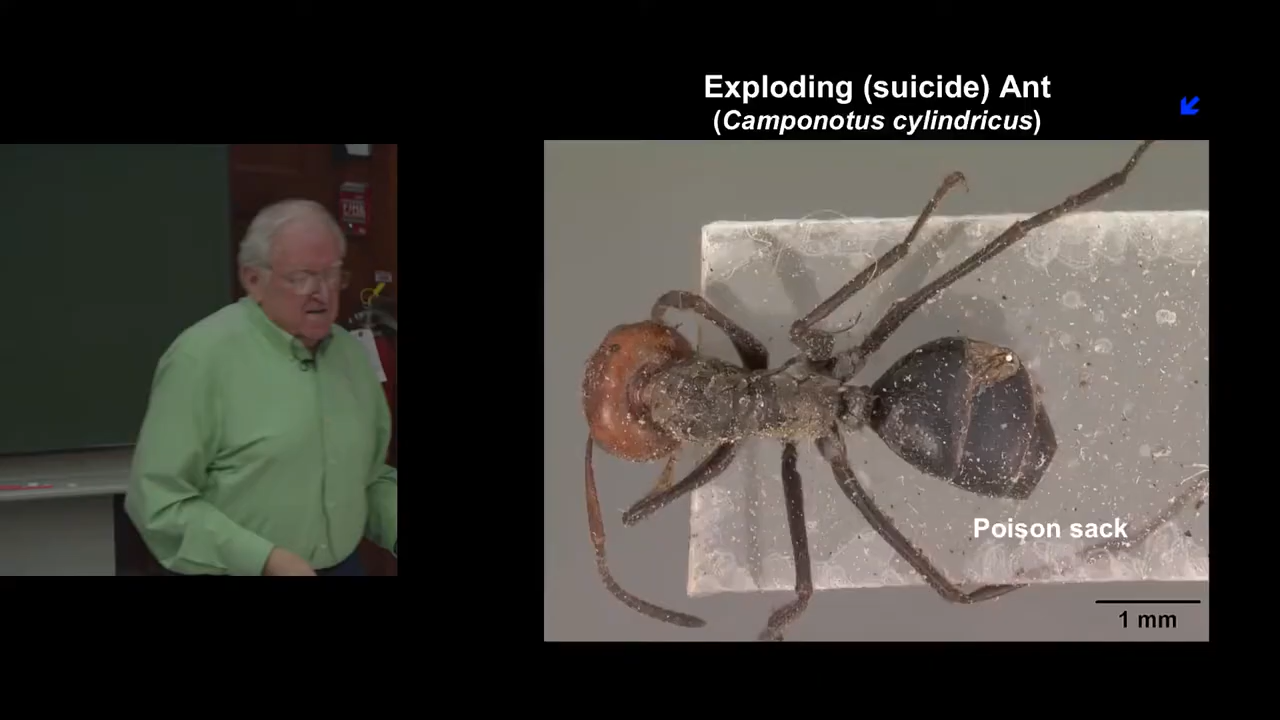 Exploding (suicide) Ant
(Camponotus cylindricus)
Poison sack
1 mm